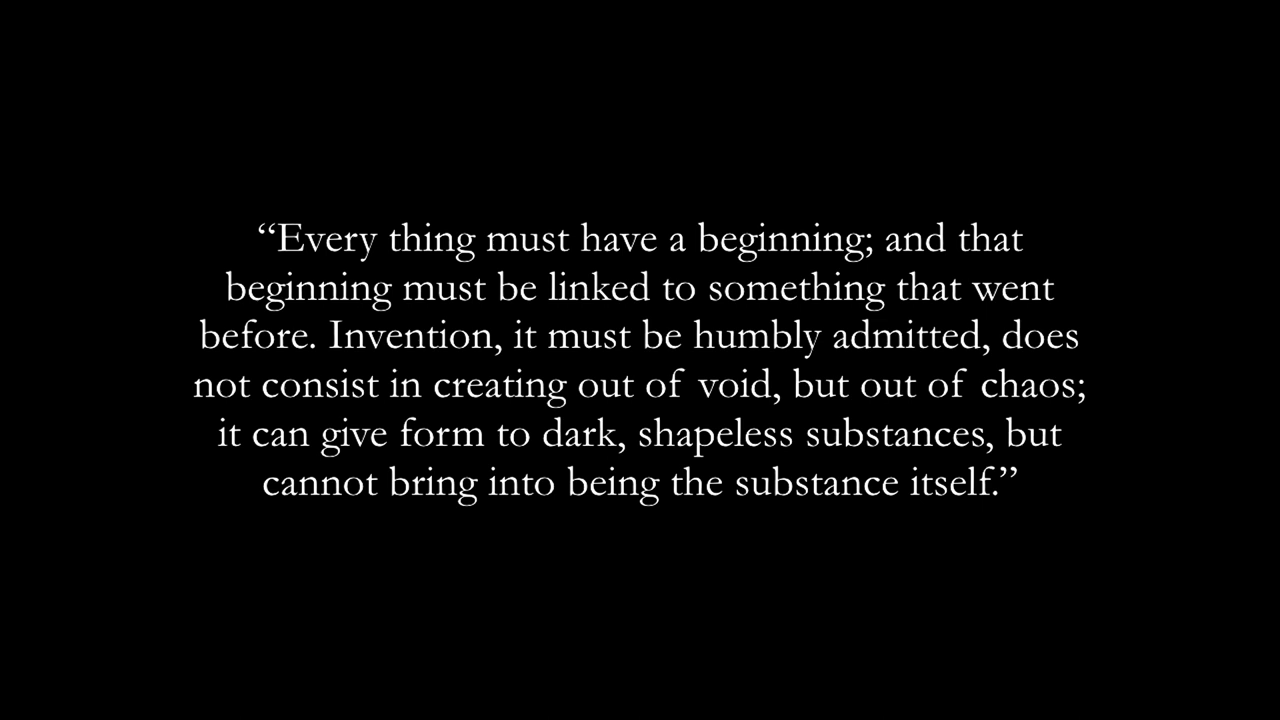 “Every thing must have a beginning; and that
beginning must be linked to something that went
before. Invention, it must be humbly admitted, does
not consist in creating out of void, but out of chaos;
it can give form to dark, shapeless substances, but
cannot bring into being the substance itself.”